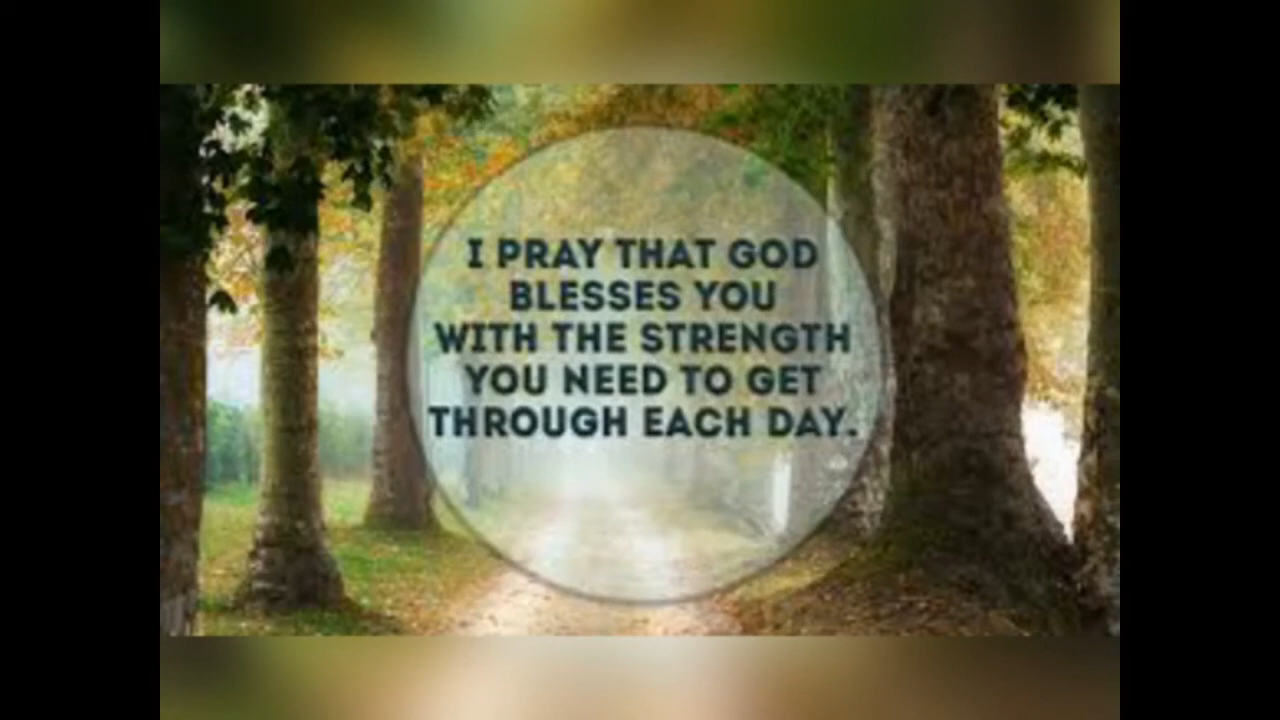 I PRAY THAT GOD
BLESSES YOU
WITH THE STRENGTH
YOU NEED TO GET
THROUGH EACH DAY.